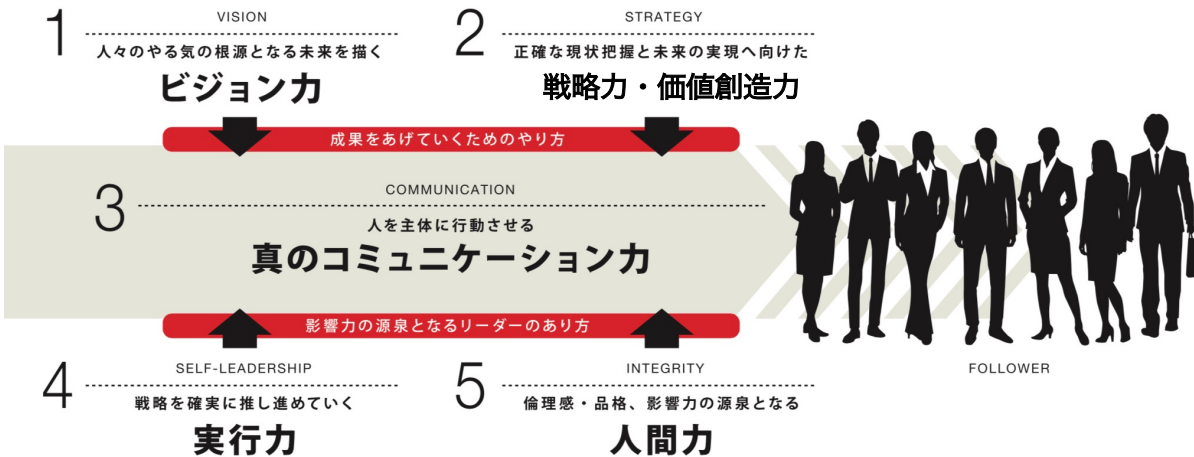 1
VISION
人々のやる気の根源となる未来を描く
ビジョン力
2
STRATEGY
正確な現状把握と未来の実現へ向けた
戦略力・価値創造力
成果をあげていくためのやり方
3
COMMUNICATION
人を主体に行動させる
真のコミュニケーション力
影響力の源泉となるリーダーのあり方
4
SELF-LEADERSHIP
戦略を確実に推し進めていく
実行力
5
INTEGRITY
倫理感・品格、影響力の源泉となる
人間力
FOLLOWER